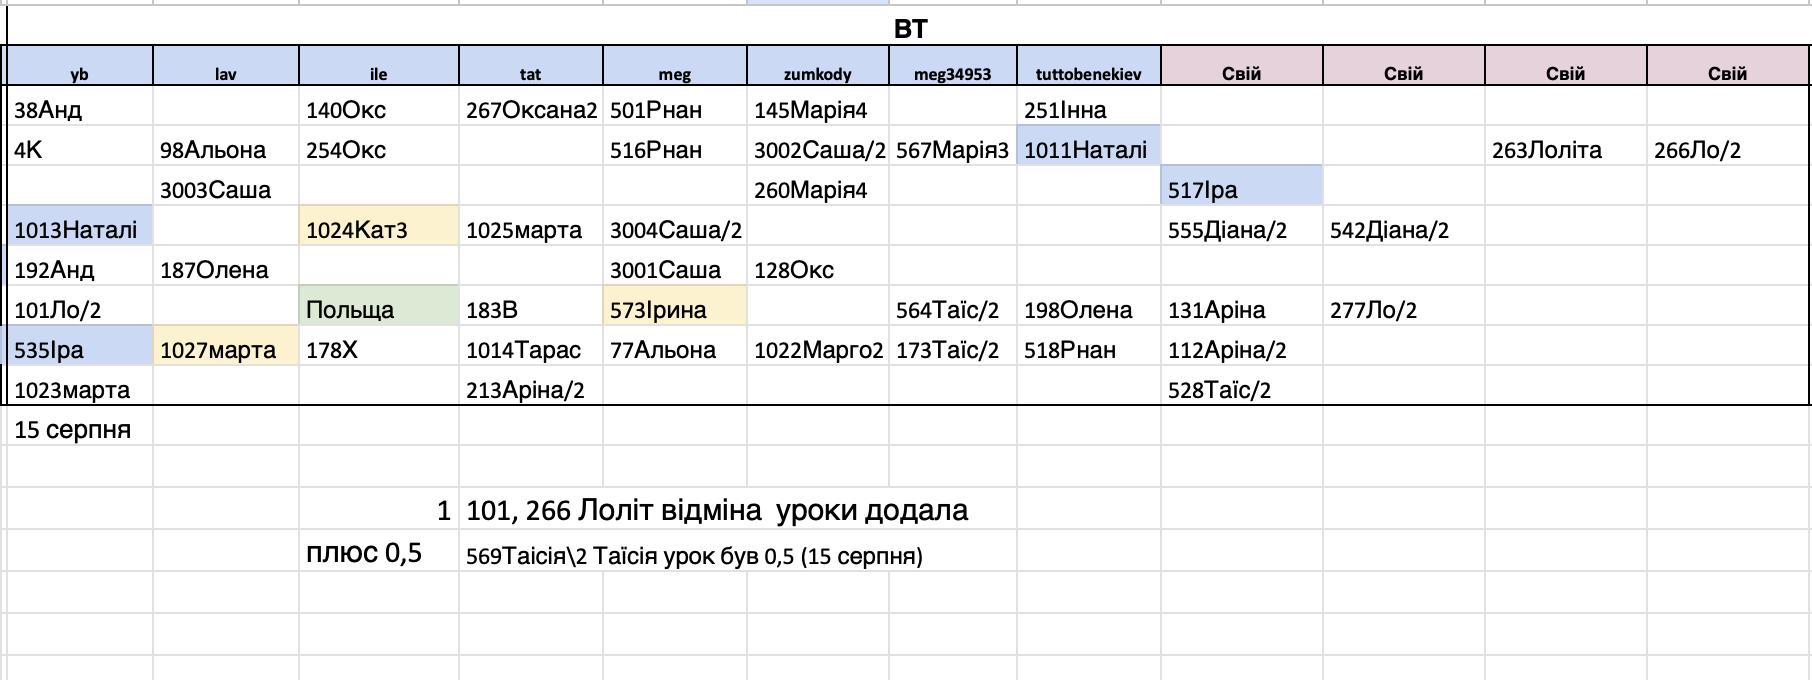 ВТ
yb lav ile tat meg zumkody meg34953 tuttobenekiev Свій Свій Свій Свій
38Анд 140Окс 267Оксана2 501Рнан 145Марія4 251Інна
4К 98Альона 254Окс 516Рнан 3002Саша/2 567Марія3 1011Наталі 263Лоліта 266Ло/2
3003Саша 260Марія4 517Іра
1013Наталі 1024Кат3 1025марта 3004Саша/2 555Діана/2 542Діана/2
192Анд 187Олена 3001Саша 128Окс
101Ло/2 Польща 183В 573Ірина 564Таїс/2 198Олена 131Аріна 277Ло/2
535Іра 1027марта 178Х 1014Тарас 77Альона 1022Марго2 173Таїс/2 518Рнан 112Аріна/2
1023марта 213Аріна/2 528Таїс/2
15 серпня
1 101, 266 Лоліт відміна  уроки додала
плюс 0,5 569Таісія\2 Таїсія урок був 0,5 (15 серпня)